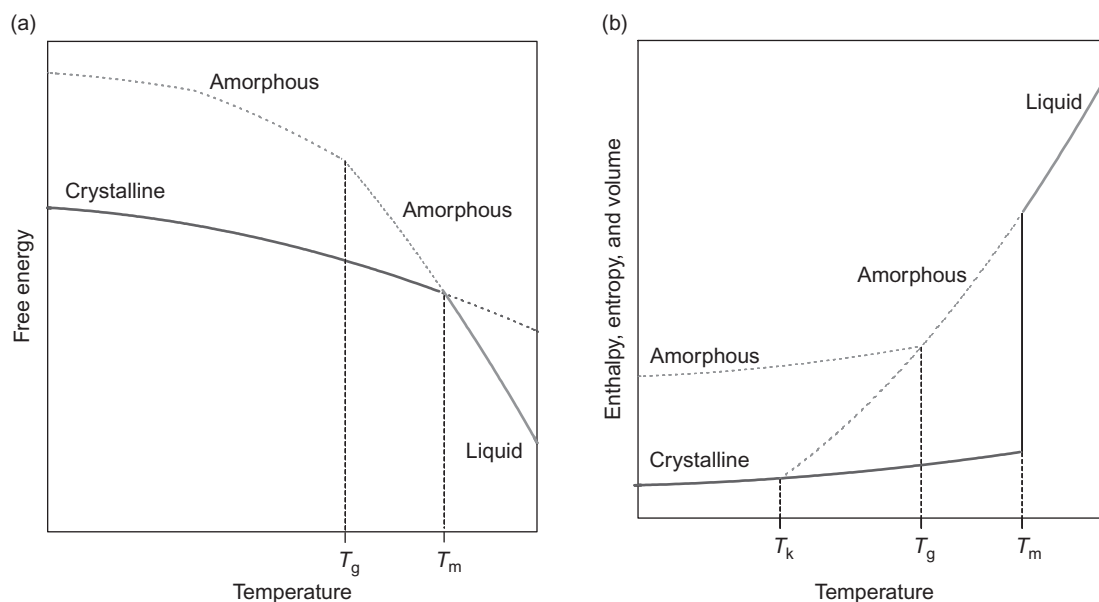 (a)
Free energy
Amorphous
Crystalline
Amorphous
Liquid
Tg
Tm
Temperature
(b)
Enthalpy, entropy, and volume
Liquid
Amorphous
Amorphous
Crystalline
Tk
Tg
Tm
Temperature